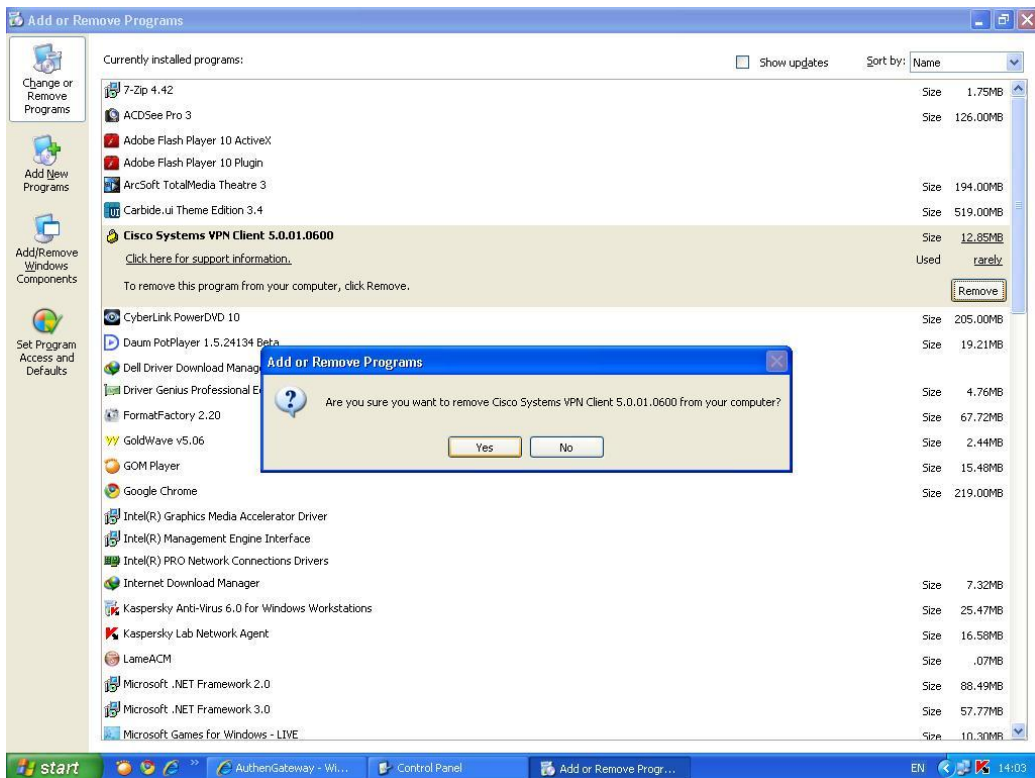 Add or Remove Programs
Change or
Remove
Programs
Add New
Programs
Add/Remove
Windows
Components
Set Program
Access and
Defaults
Currently installed programs:
Show updates
Sort by: Name
7-Zip 4.42 Size 1.75MB
ACDSee Pro 3 Size 126.00MB
Adobe Flash Player 10 ActiveX
Adobe Flash Player 10 Plugin
ArcSoft TotalMedia Theatre 3 Size 194.00MB
Carbide.ui Theme Edition 3.4 Size 519.00MB
Cisco Systems VPN Client 5.0.01.0600 Size 12.85MB
Click here for support information. Used rarely
To remove this program from your computer, click Remove. Remove
CyberLink PowerDVD 10 Size 205.00MB
Daum PotPlayer 1.5.24134 Beta Size 19.21MB
Dell Driver Download Manag
Driver Genius Professional E Size 4.76MB
FormatFactory 2.20 Size 67.72MB
GoldWave v5.06 Size 2.44MB
GOM Player Size 15.48MB
Google Chrome Size 219.00MB
Intel(R) Graphics Media Accelerator Driver
Intel(R) Management Engine Interface
Intel(R) PRO Network Connections Drivers
Internet Download Manager Size 7.32MB
Kaspersky Anti-Virus 6.0 for Windows Workstations Size 25.47MB
Kaspersky Lab Network Agent Size 16.58MB
LameACM Size .07MB
Microsoft .NET Framework 2.0 Size 88.49MB
Microsoft .NET Framework 3.0 Size 57.77MB
Microsoft Games for Windows - LIVE Size 10.30MB
Add or Remove Programs
Are you sure you want to remove Cisco Systems VPN Client 5.0.01.0600 from your computer?
Yes No
start AuthenGateway - Wi... Control Panel Add or Remove Progr... EN 14:03